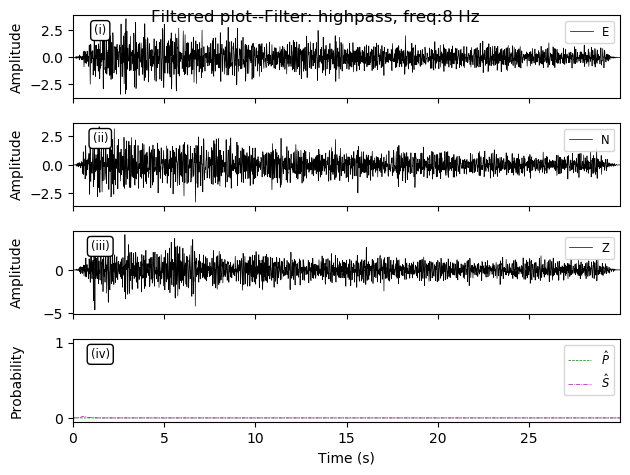 Filtered plot--Filter: highpass, freq:8 Hz
(i)
E
2.5
0.0
−2.5
Amplitude
(ii)
N
2.5
0.0
−2.5
Amplitude
(iii)
Z
0
−5
Amplitude
(iv)
P̂
Ŝ
1
0
Probability
0 5 10 15 20 25
Time (s)